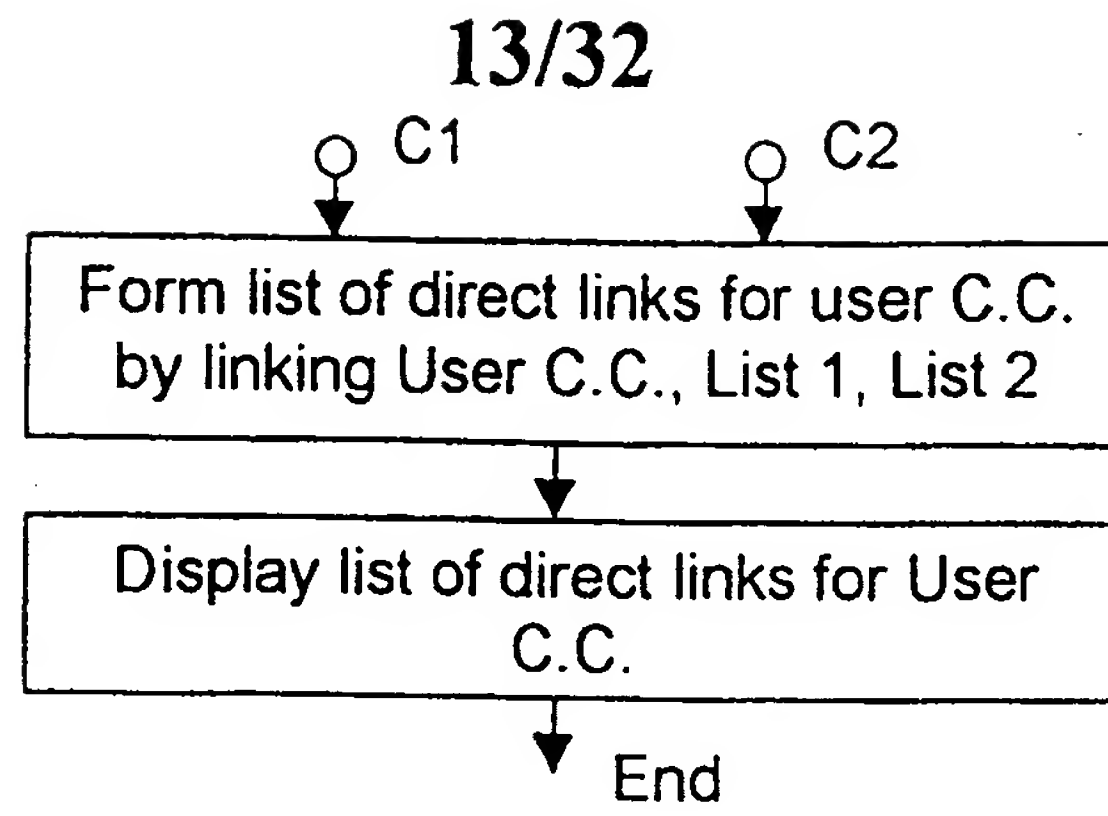 13/32
C1
C2
Form list of direct links for user C.C.
by linking User C.C., List 1, List 2
Display list of direct links for User
C.C.
End